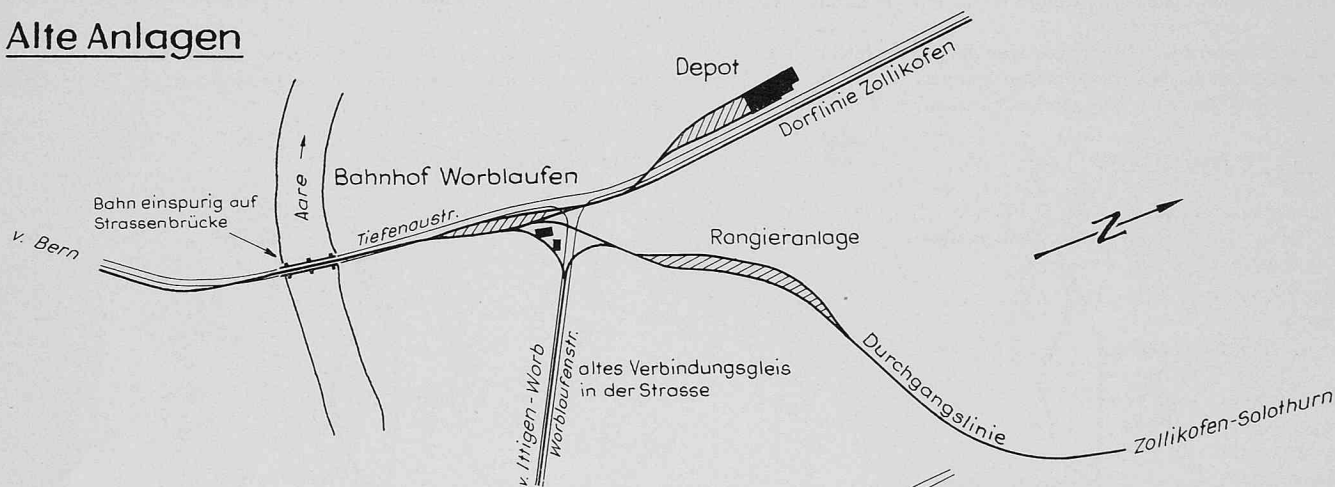 Alte Anlagen
Depot
Dorflinie Zollikofen
Bahnhof Worblaufen
Aare
Bahn einspurig auf
Strassenbrücke
Tiefenaustr.
v. Bern
N
Rangieranlage
v. Ittigen-Worb
Worblaufenstr.
altes Verbindungsgleis
in der Strasse
Durchgangslinie
Zollikofen-Solothurn